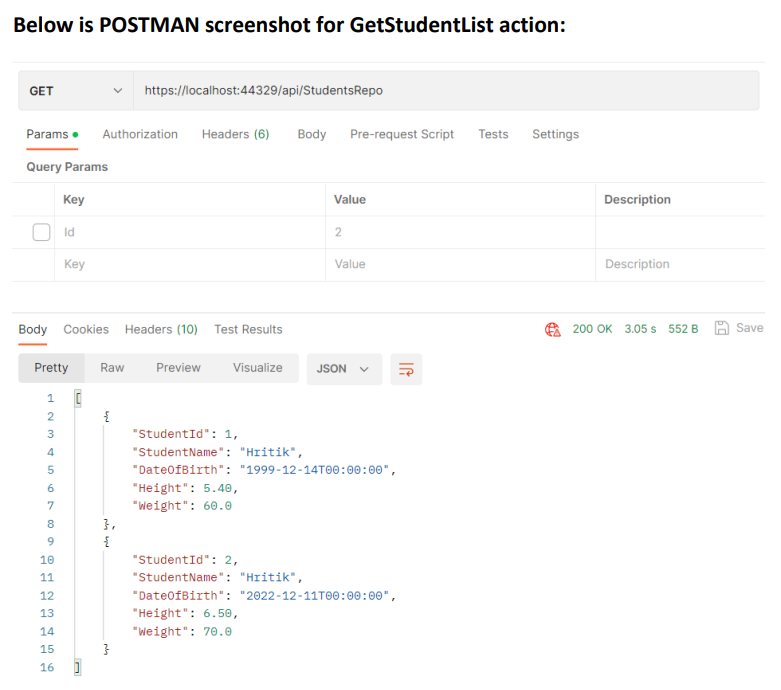 Below is POSTMAN screenshot for GetStudentList action:
GET https://localhost:44329/api/StudentsRepo
Params Authorization Headers (6) Body Pre-request Script Tests Settings
Query Params
Key Value Description
Id 2
Key Value Description
Body Cookies Headers (10) Test Results 200 OK 3.05 s 552 B Save
Pretty Raw Preview Visualize JSON
1 [
2 {
3 "StudentId": 1,
4 "StudentName": "Hritik",
5 "DateOfBirth": "1999-12-14T00:00:00",
6 "Height": 5.40,
7 "Weight": 60.0
8 },
9 {
10 "StudentId": 2,
11 "StudentName": "Hritik",
12 "DateOfBirth": "2022-12-11T00:00:00",
13 "Height": 6.50,
14 "Weight": 70.0
15 }
16 ]